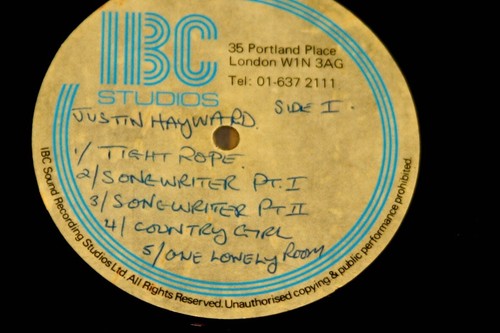 IBC
STUDIOS
35 Portland Place
London W1N 3AG
Tel: 01-637 2111
SIDE I.
JUSTIN HAYWARD.
1/ TIGHT ROPE.
2/ SONGWRITER PT. I
3/ SONGWRITER PT II
4/ COUNTRY GIRL
5/ ONE LONELY ROOM
IBC Sound Recording Studios Ltd. All Rights Reserved. Unauthorised copying & public performance prohibited.